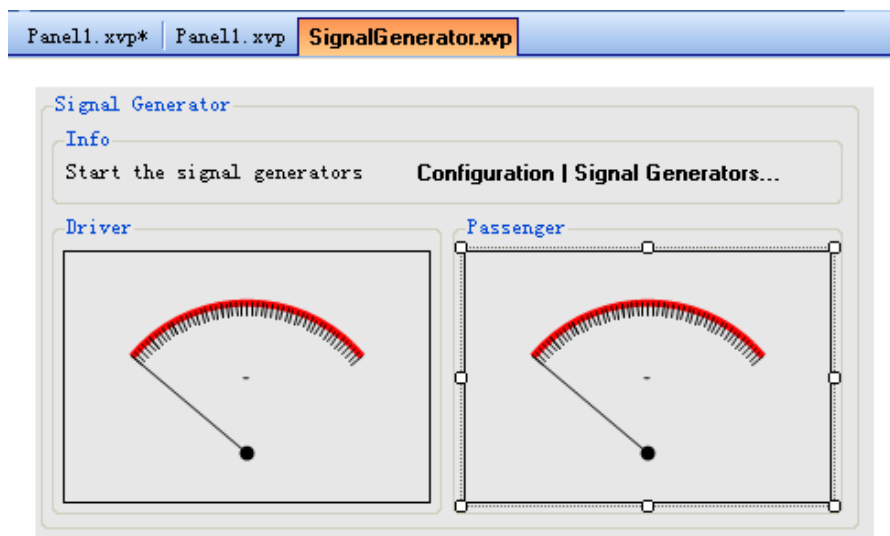 Panel1.xvp* Panel1.xvp SignalGenerator.xvp
Signal Generator
Info
Start the signal generators Configuration | Signal Generators...
Driver Passenger
- -